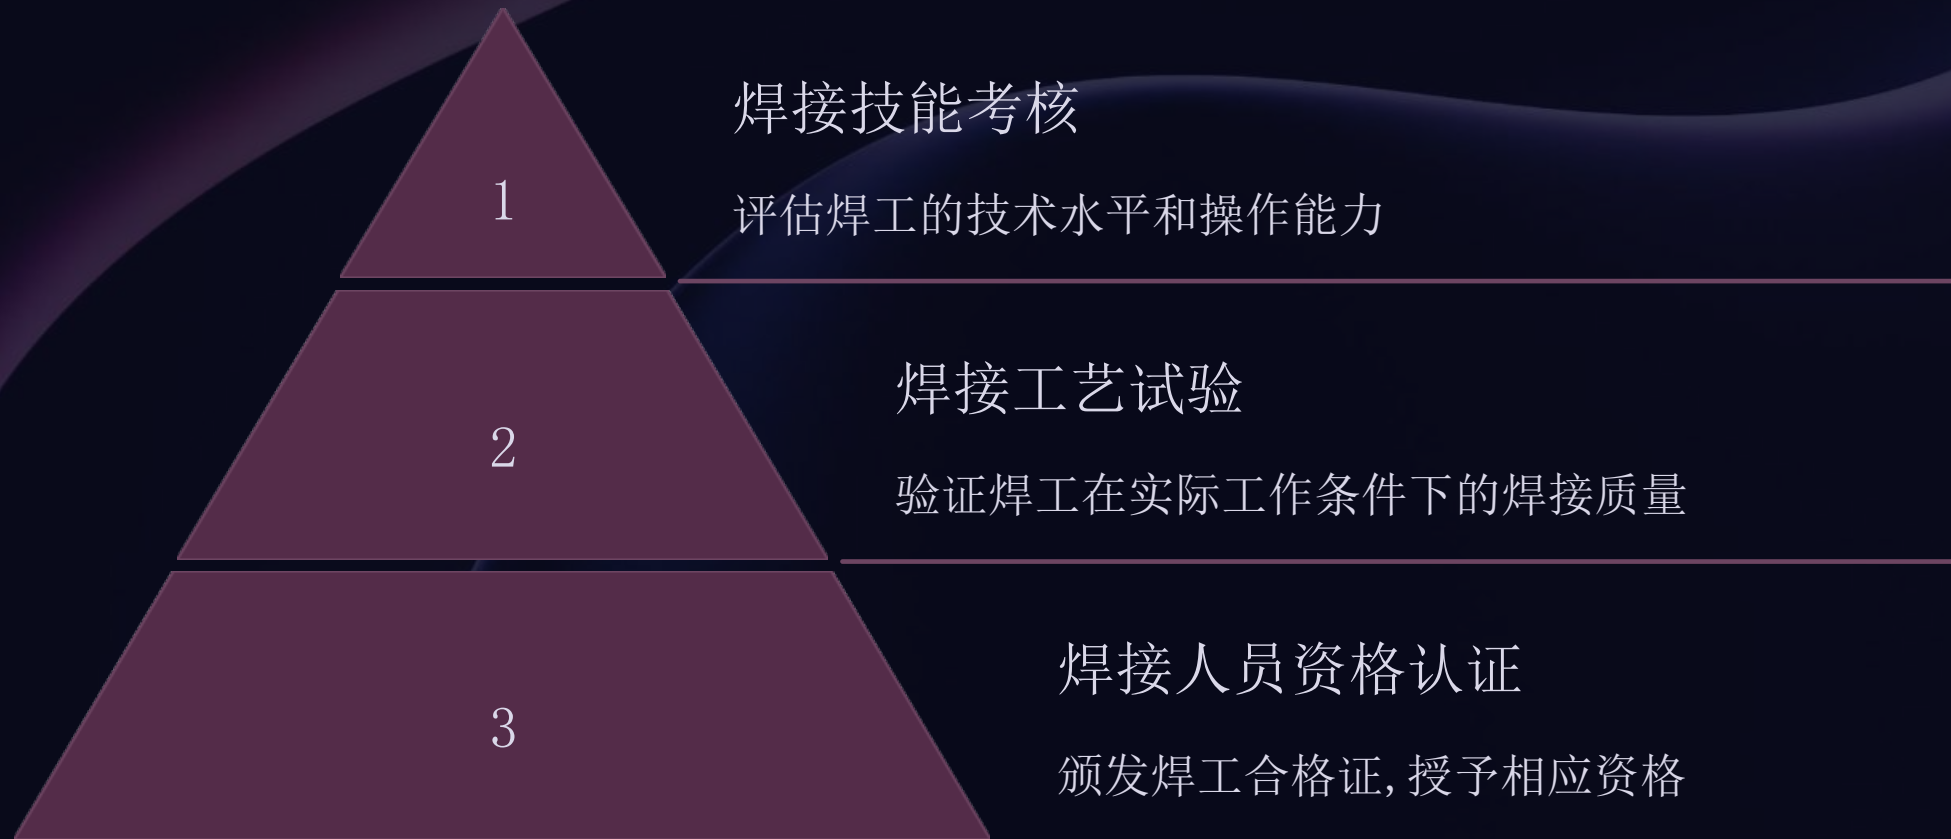 焊接技能考核
1
评估焊工的技术水平和操作能力
焊接工艺试验
2
验证焊工在实际工作条件下的焊接质量
焊接人员资格认证
3
颁发焊工合格证,授予相应资格